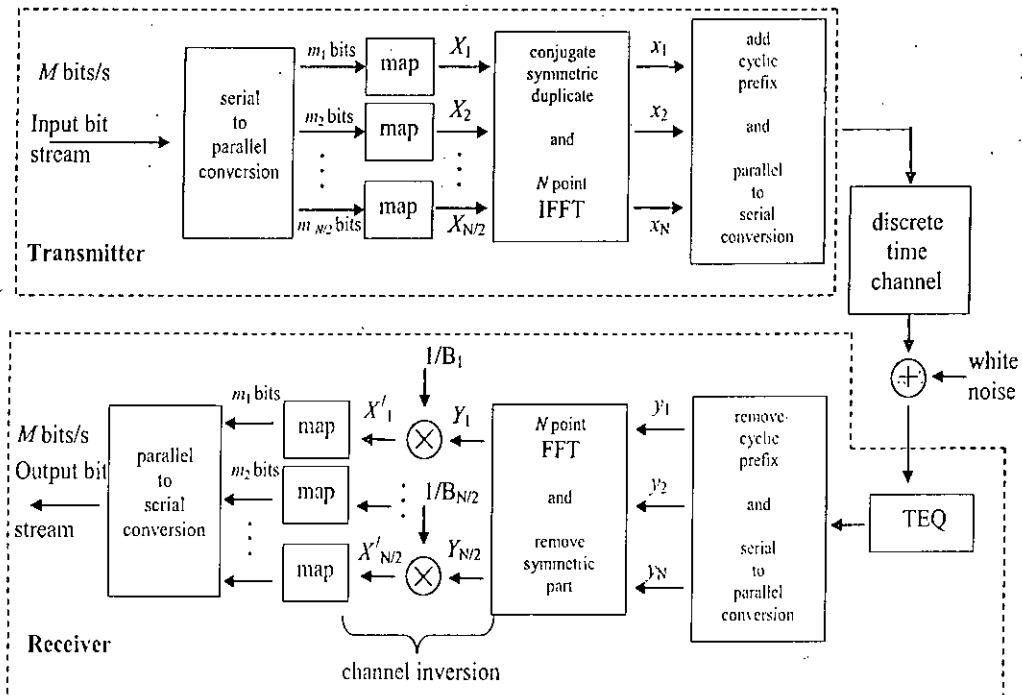 M bits/s
Input bit
stream
serial
to
parallel
conversion
m1 bits
m2 bits
mN/2 bits
map
map
map
X1
X2
XN/2
conjugate
symmetric
duplicate
and
N point
IFFT
x1
x2
xN
add
cyclic
prefix
and
parallel
to
serial
conversion
Transmitter
discrete
time
channel
+
white
noise
TEQ
remove
cyclic
prefix
and
serial
to
parallel
conversion
y1
y2
yN
N point
FFT
and
remove
symmetric
part
1/B1
Y1
X'1
1/BN/2
YN/2
X'N/2
map
map
map
m1 bits
m2 bits
parallel
to
serial
conversion
M bits/s
Output bit
stream
channel inversion
Receiver